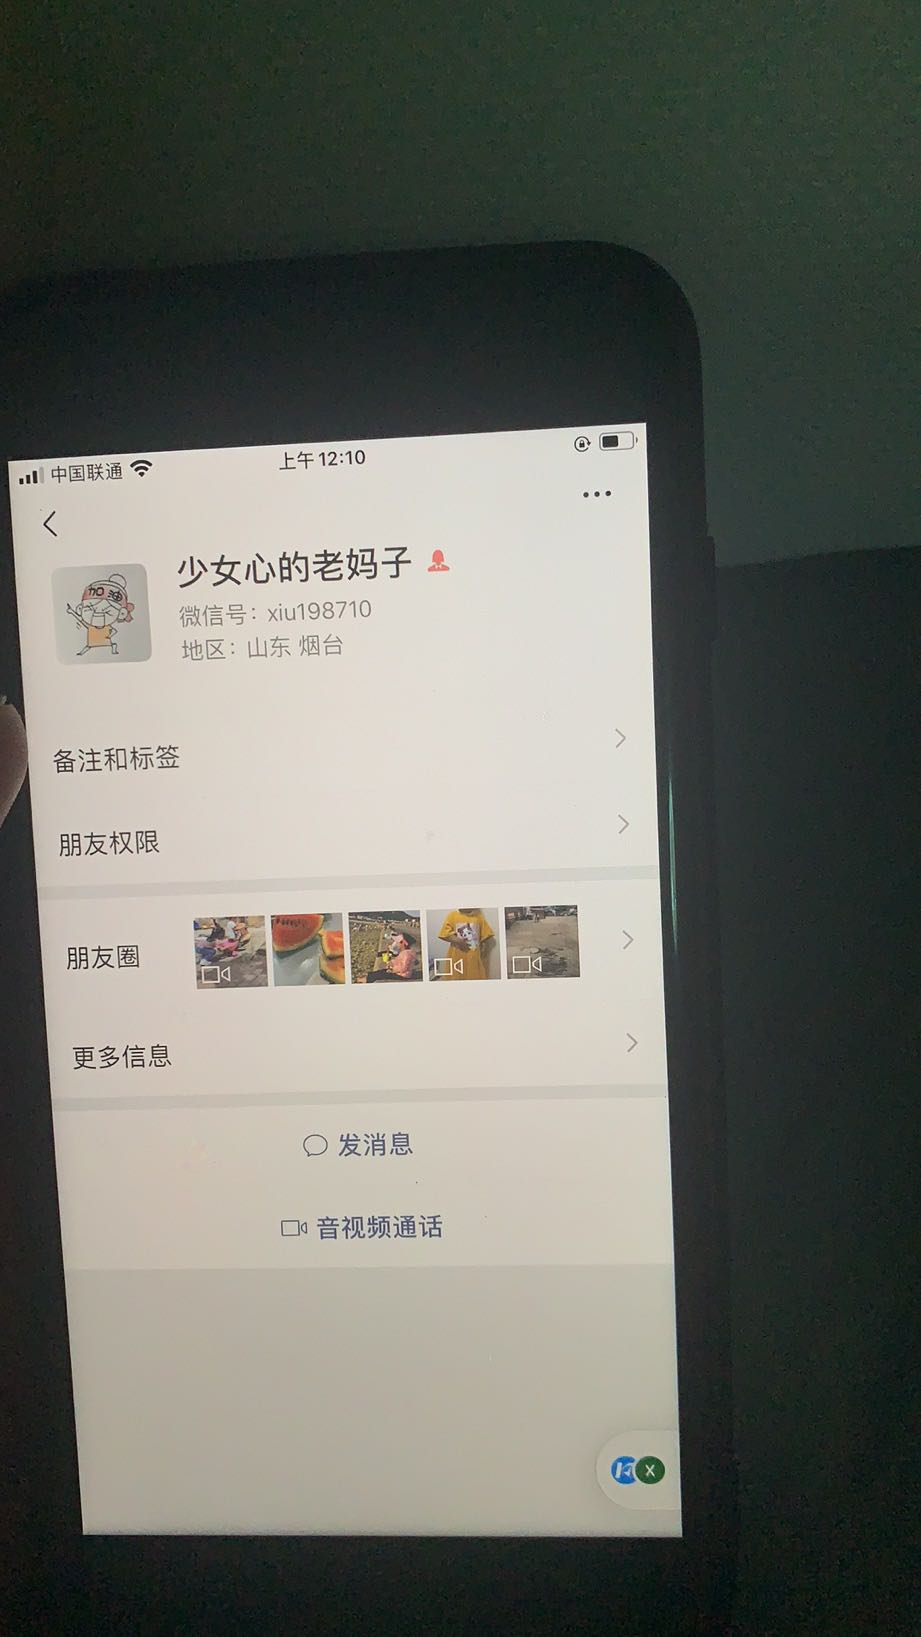 中国联通
上午 12:10
少女心的老妈子
微信号：xiu198710
地区：山东 烟台
加油
备注和标签
朋友权限
朋友圈
更多信息
发消息
音视频通话
X